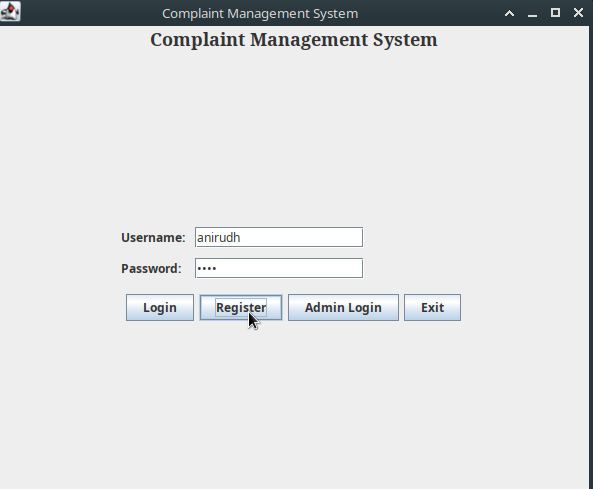 Complaint Management System
Complaint Management System
Username: anirudh
Password: ••••
Login Register Admin Login Exit